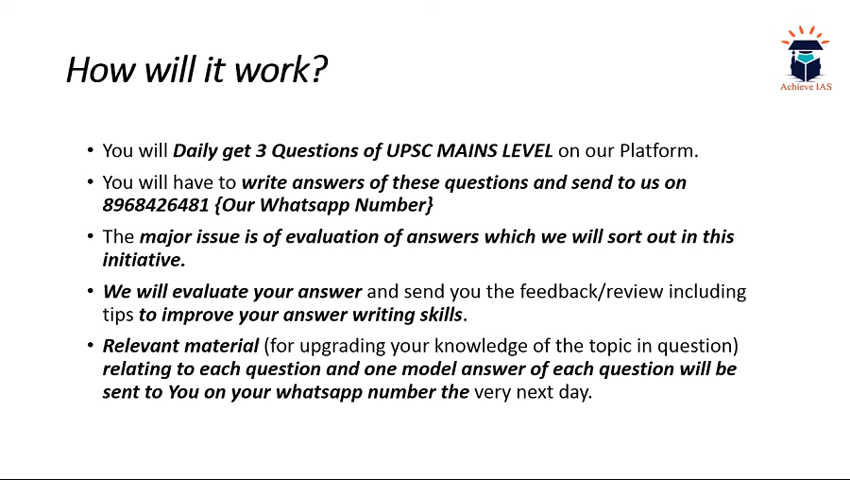 How will it work?
Achieve IAS
• You will Daily get 3 Questions of UPSC MAINS LEVEL on our Platform.
• You will have to write answers of these questions and send to us on
8968426481 {Our Whatsapp Number}
• The major issue is of evaluation of answers which we will sort out in this
initiative.
• We will evaluate your answer and send you the feedback/review including
tips to improve your answer writing skills.
• Relevant material (for upgrading your knowledge of the topic in question)
relating to each question and one model answer of each question will be
sent to You on your whatsapp number the very next day.